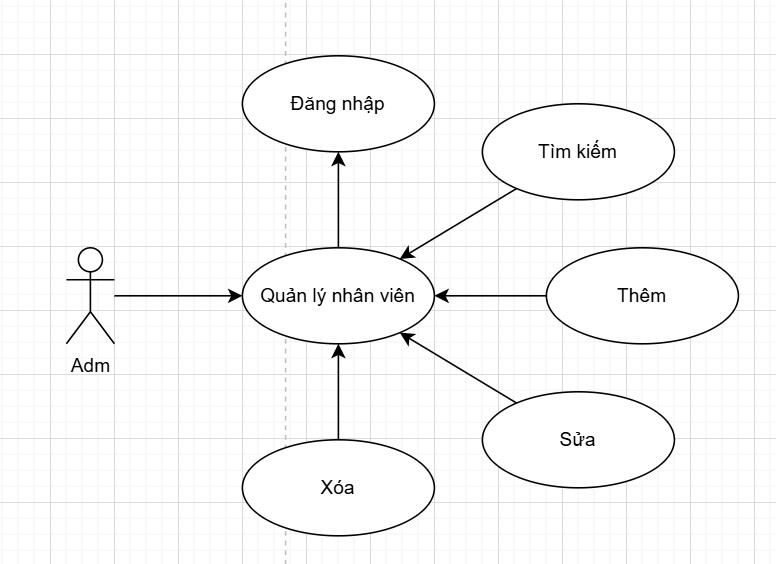 Đăng nhập
Tìm kiếm
Quản lý nhân viên
Thêm
Adm
Sửa
Xóa